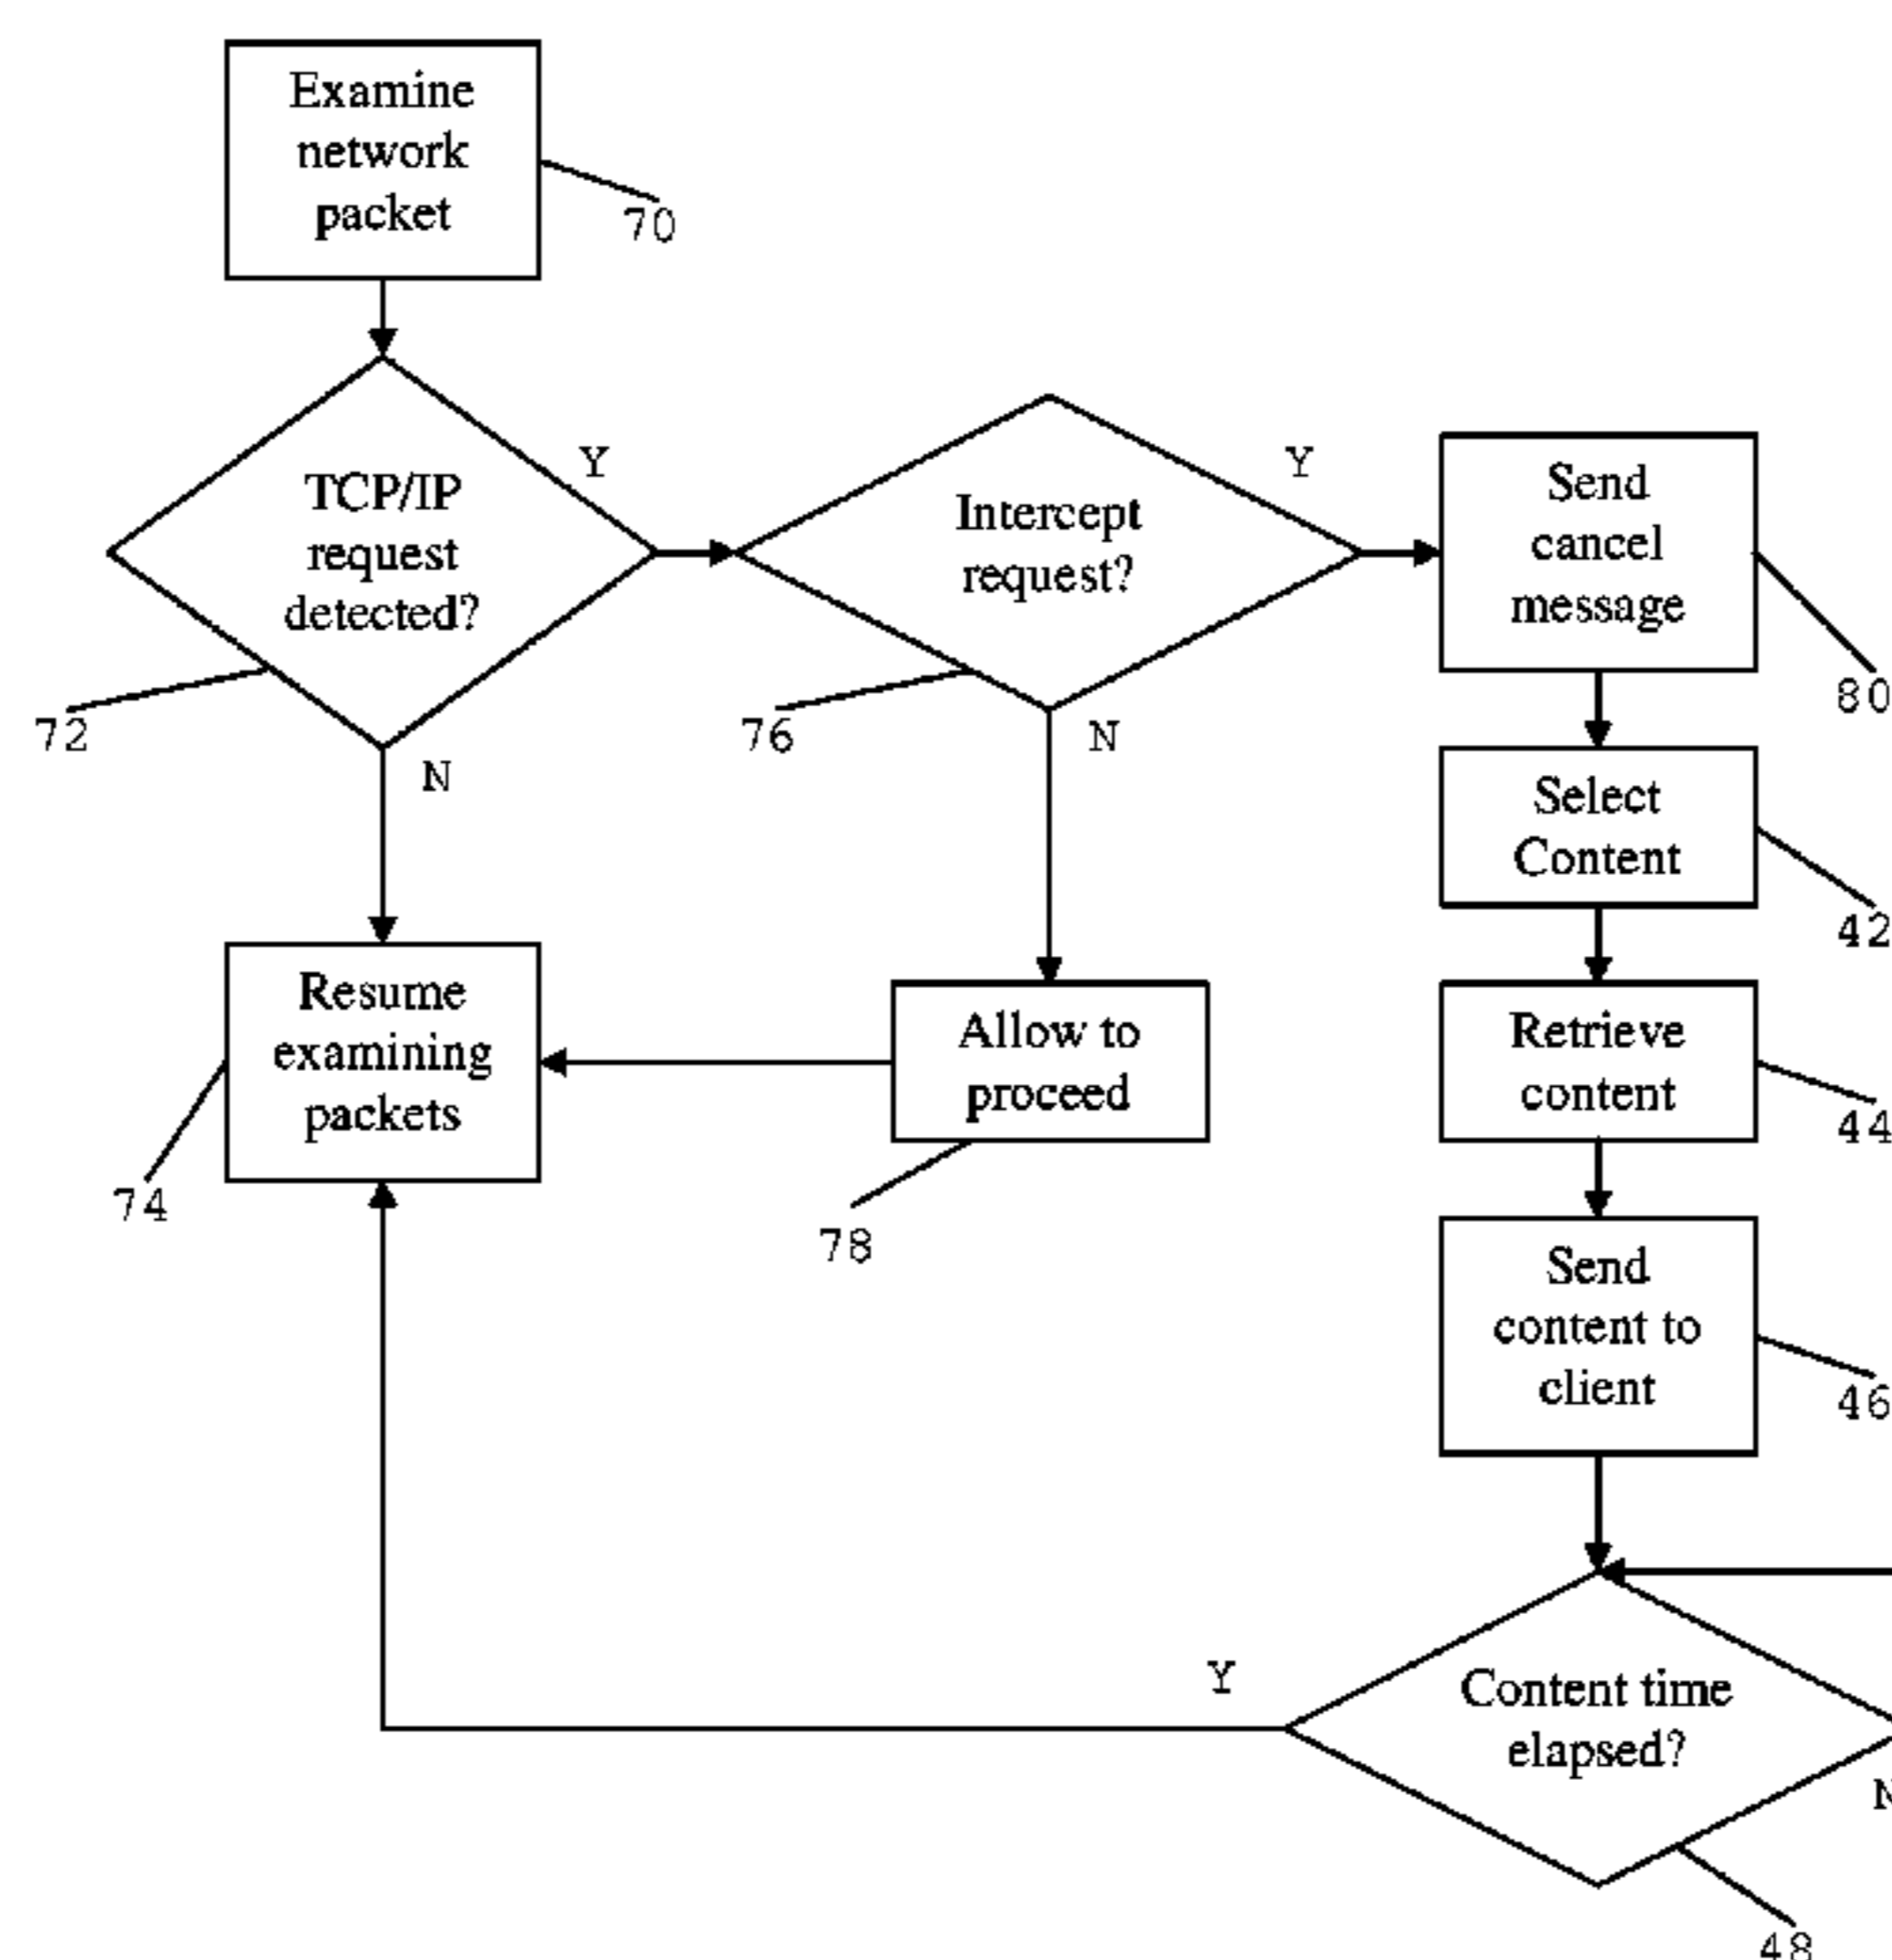 Examine
network
packet
70
TCP/IP
request
detected?
Y
72
N
Intercept
request?
Y
76
N
Send
cancel
message
80
Select
Content
42
Resume
examining
packets
74
Allow to
proceed
78
Retrieve
content
44
Send
content to
client
46
Content time
elapsed?
Y
N
48